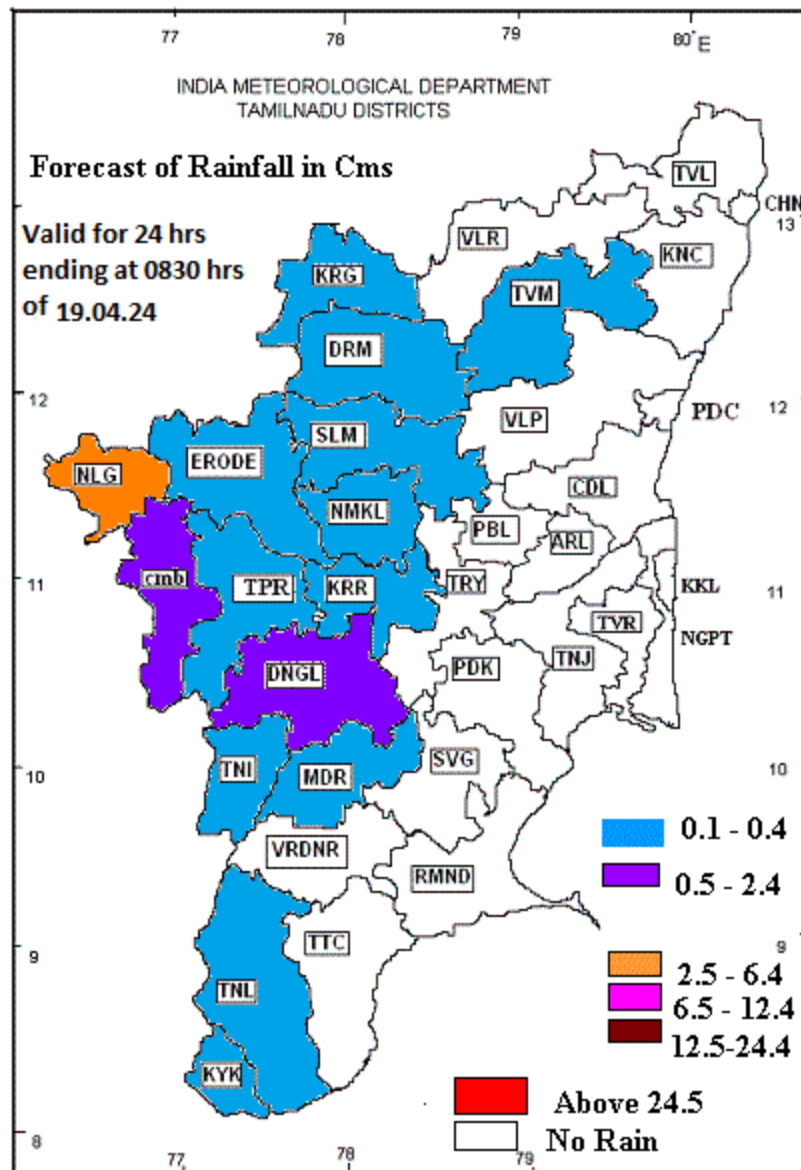 77 78 79 80° E
INDIA METEOROLOGICAL DEPARTMENT
TAMILNADU DISTRICTS
Forecast of Rainfall in Cms
TVL
CHN
13
Valid for 24 hrs
ending at 0830 hrs
of 19.04.24
VLR
KNC
KRG
TVM
DRM
12
VLP
PDC
12
SLM
ERODE
NLG
CDL
NMKL
PBL
ARL
11
cmb
TPR
KRR
TRY
KKL
11
TVR
NGPT
DNGL
PDK
TNJ
10
TNI
MDR
SVG
10
VRDNR
RMND
0.1 - 0.4
0.5 - 2.4
9
TTC
9
TNL
2.5 - 6.4
6.5 - 12.4
12.5-24.4
KYK
Above 24.5
No Rain
8
77 78 79